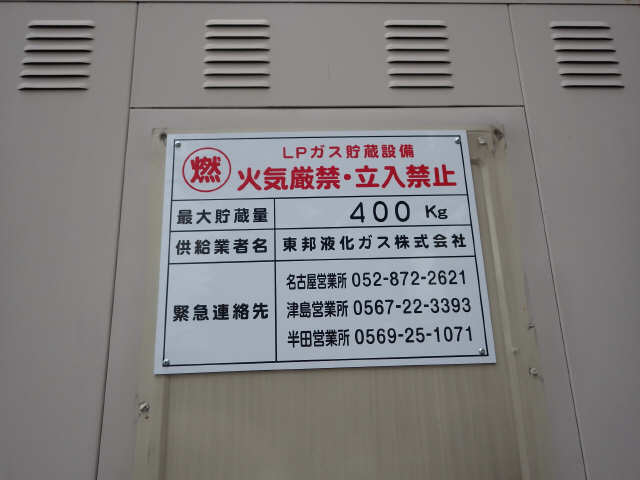 燃
LPガス貯蔵設備
火気厳禁・立入禁止
最大貯蔵量 400 Kg
供給業者名 東邦液化ガス株式会社
緊急連絡先
名古屋営業所 052-872-2621
津島営業所 0567-22-3393
半田営業所 0569-25-1071